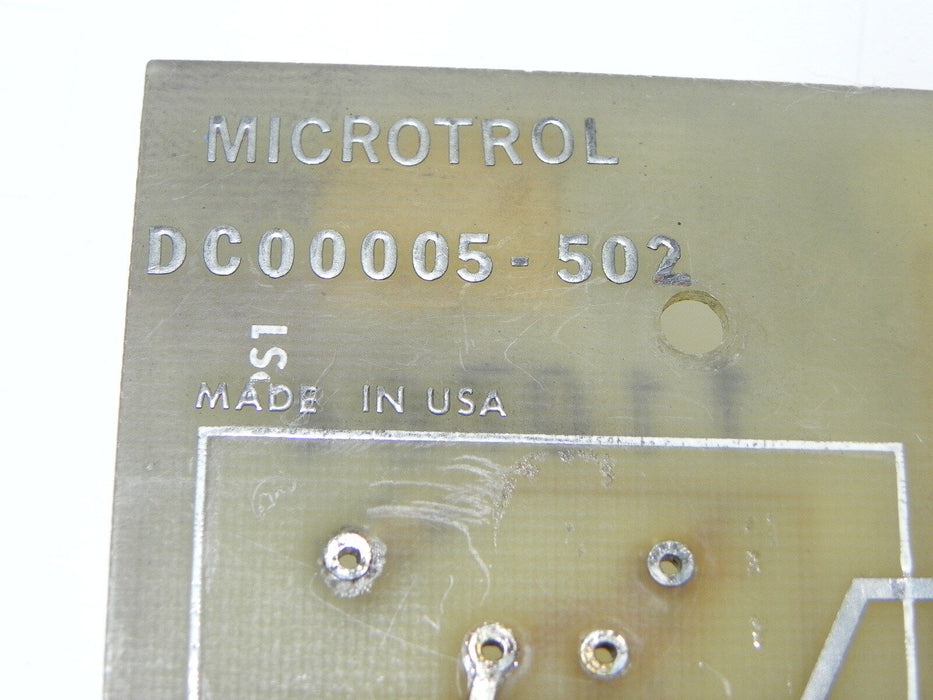 MICROTROL
DC00005-502
DS1
MADE IN USA